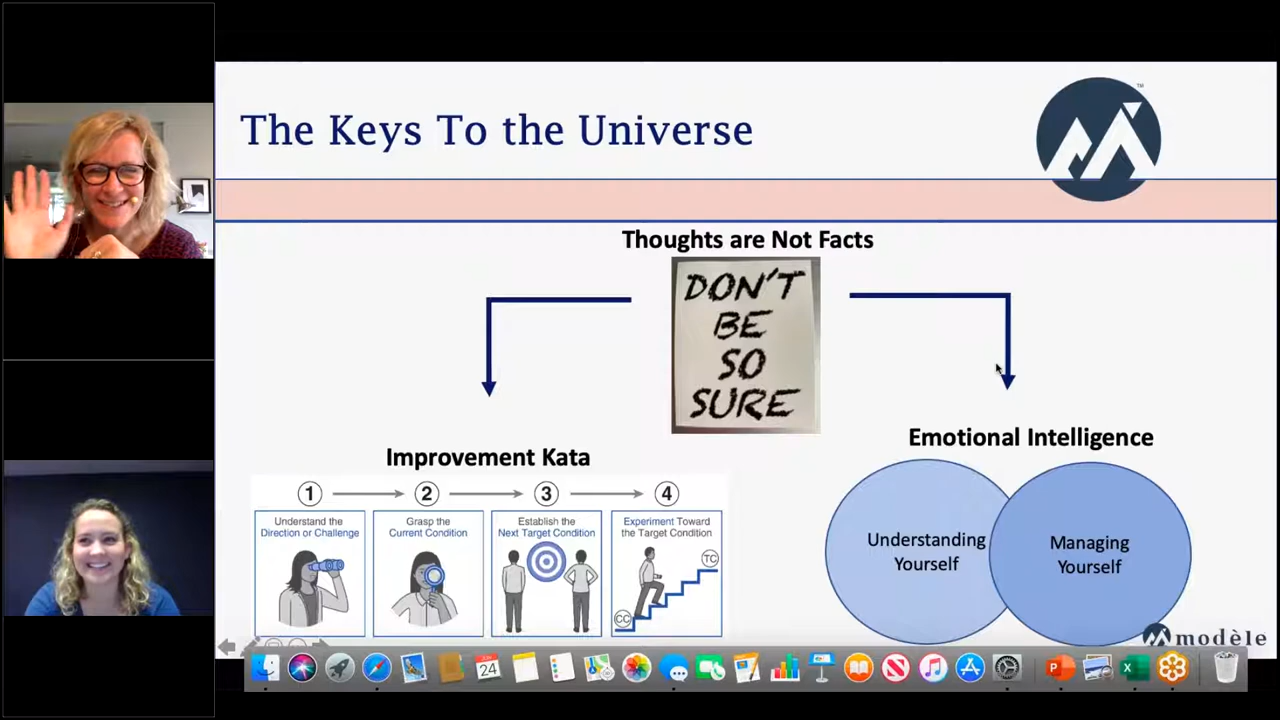 The Keys To the Universe
TM
Thoughts are Not Facts
DON'T
BE
SO
SURE
Improvement Kata
1
2
3
4
Understand the
Direction or Challenge
Grasp the
Current Condition
Establish the
Next Target Condition
Experiment Toward
the Target Condition
TC
CC
Emotional Intelligence
Understanding
Yourself
Managing
Yourself
modèle
JUN
24